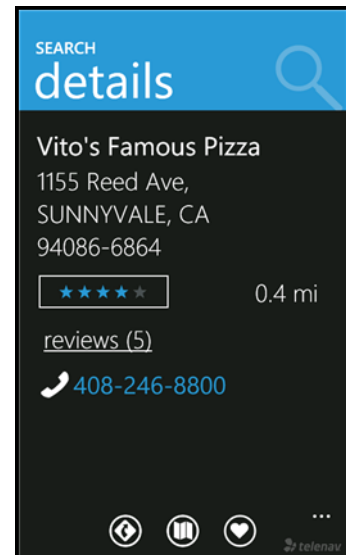 SEARCH
details
Vito's Famous Pizza
1155 Reed Ave,
SUNNYVALE, CA
94086-6864
0.4 mi
reviews (5)
408-246-8800
...
telenav